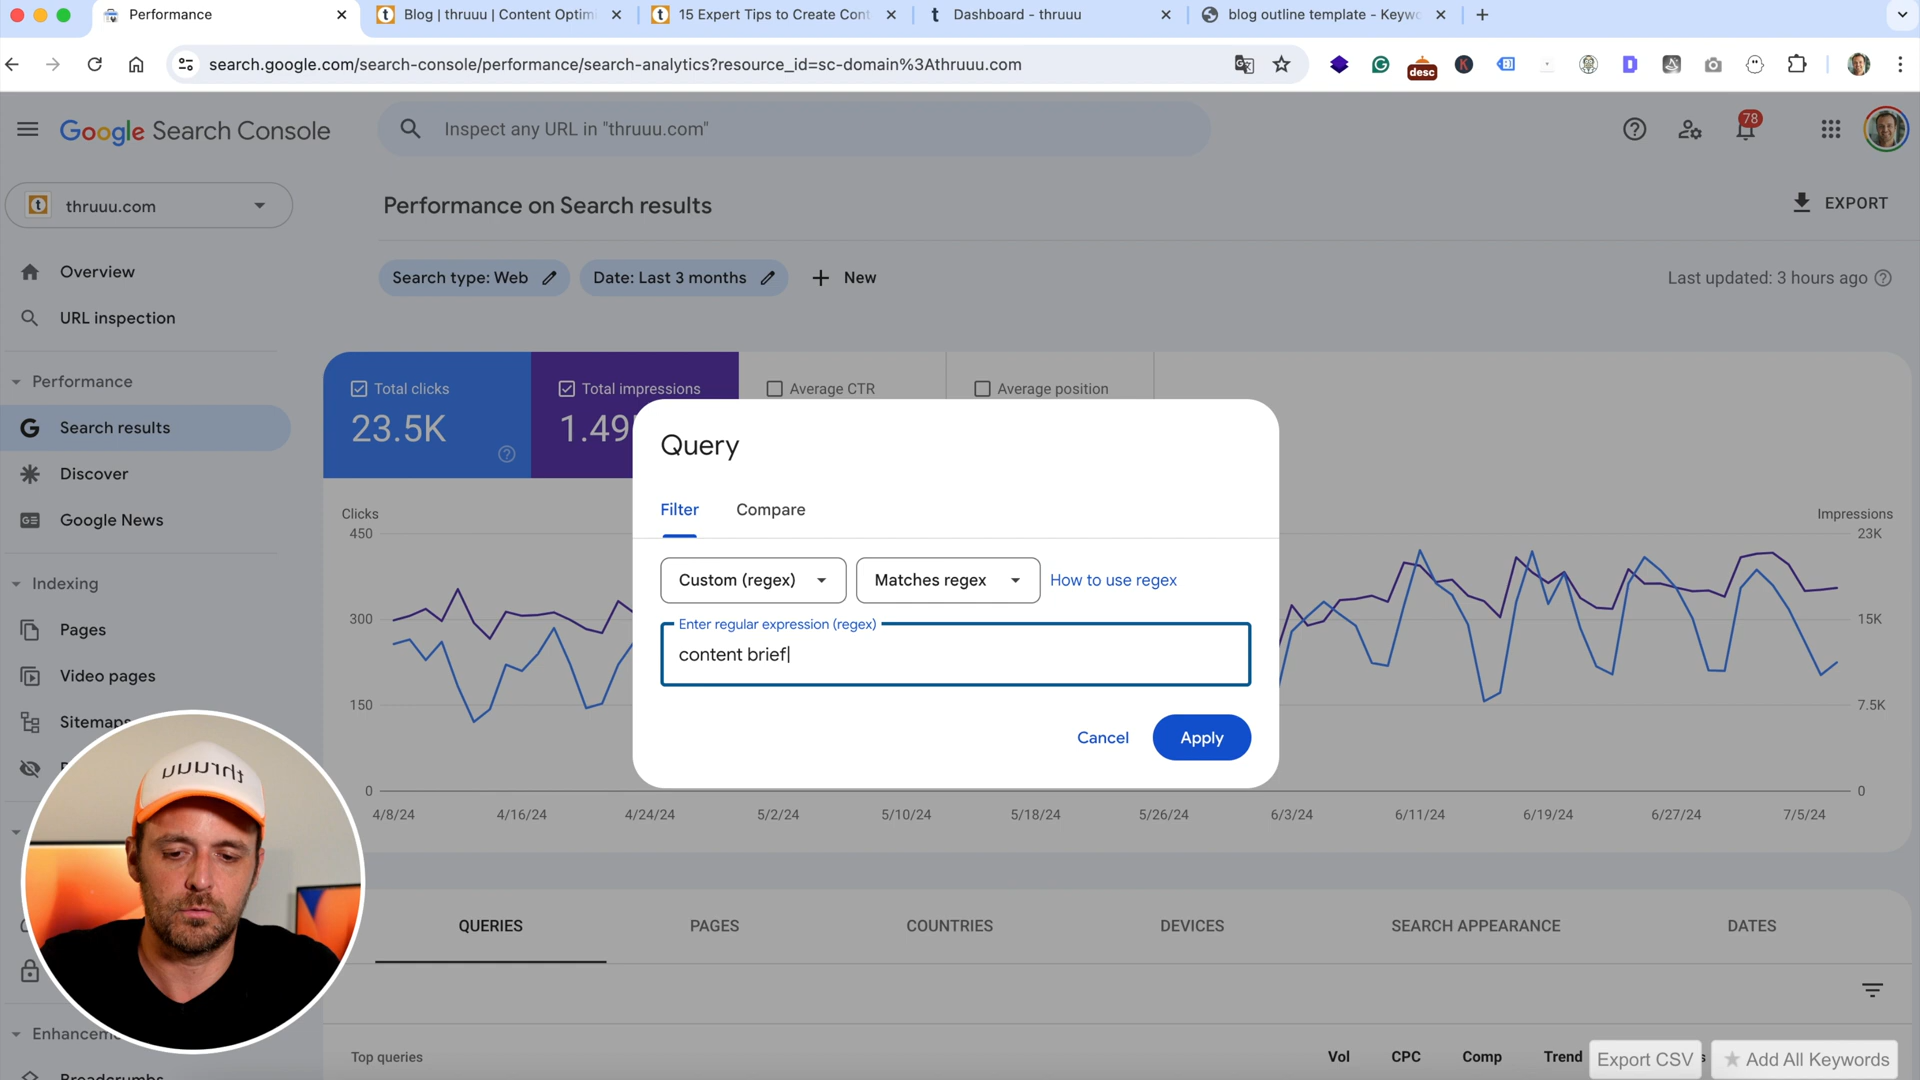 Performance
Blog | thruuu | Content Optimi
15 Expert Tips to Create Cont
Dashboard - thruuu
blog outline template - Keywo
search.google.com/search-console/performance/search-analytics?resource_id=sc-domain%3Athruuu.com
desc
Google Search Console
Inspect any URL in "thruuu.com"
78
thruuu.com
Performance on Search results
EXPORT
Overview
URL inspection
Search type: Web
Date: Last 3 months
New
Last updated: 3 hours ago
Performance
Search results
Discover
Google News
Indexing
Pages
Video pages
Sitemaps
Total clicks
23.5K
Total impressions
1.49
Average CTR
Average position
Query
Filter
Compare
Custom (regex)
Matches regex
How to use regex
Enter regular expression (regex)
content brief
Cancel
Apply
Clicks
450
300
150
0
Impressions
23K
15K
7.5K
0
4/8/24
4/16/24
4/24/24
5/2/24
5/10/24
5/18/24
5/26/24
6/3/24
6/11/24
6/19/24
6/27/24
7/5/24
thruuu
QUERIES
PAGES
COUNTRIES
DEVICES
SEARCH APPEARANCE
DATES
Enhanceme
Breadcrumbs
Top queries
Vol
CPC
Comp
Trend
Export CSV
Add All Keywords